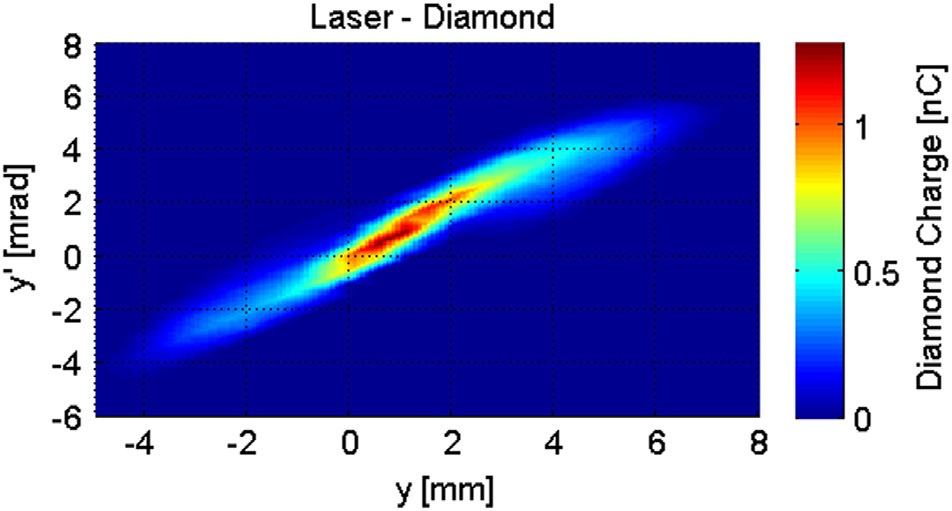 Laser - Diamond
8
6
4
2
0
-2
-4
-6
y' [mrad]
-4 -2 0 2 4 6 8
y [mm]
1
0.5
0
Diamond Charge [nC]